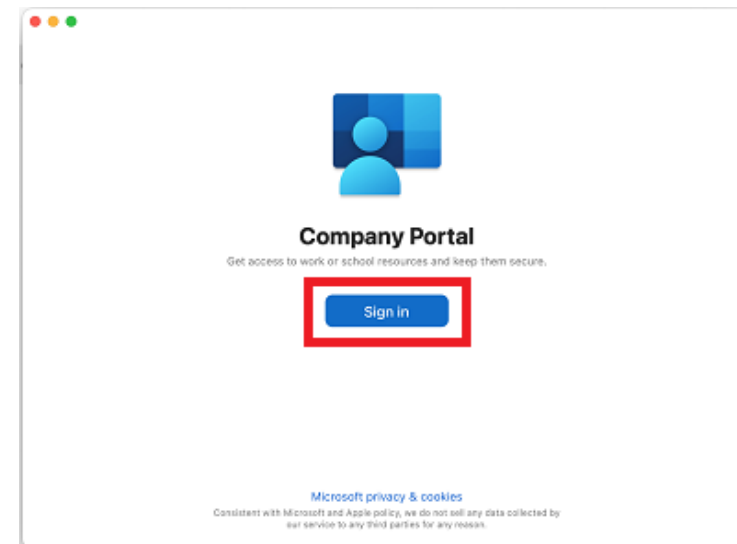 Company Portal
Get access to work or school resources and keep them secure.
Sign in
Microsoft privacy & cookies
Consistent with Microsoft and Apple policy, we do not sell any data collected by
our service to any third parties for any reason.